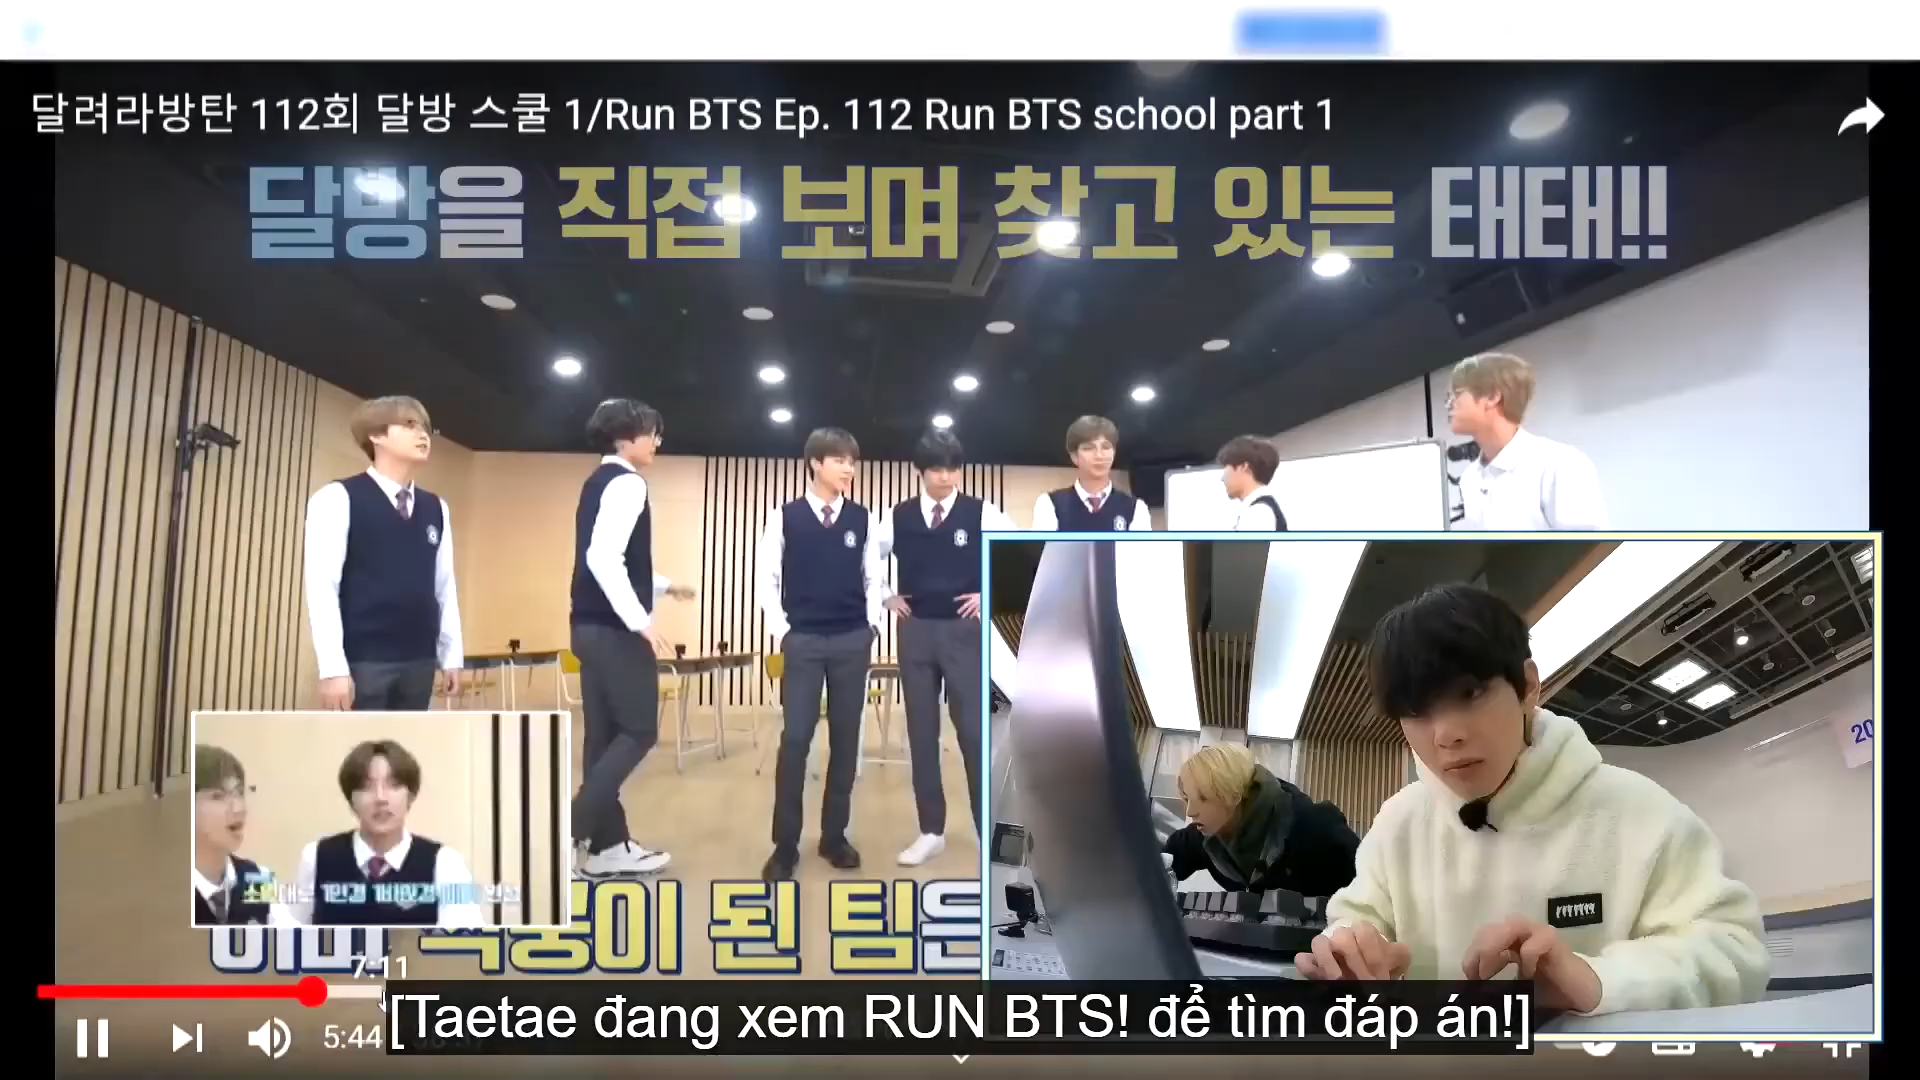 달려라방탄 112회 달방 스쿨 1/Run BTS Ep. 112 Run BTS school part 1
달방을 직접 보며 찾고 있는 태태!!
20
된 팀은
7:11
[Taetae đang xem RUN BTS! để tìm đáp án!]
5:44